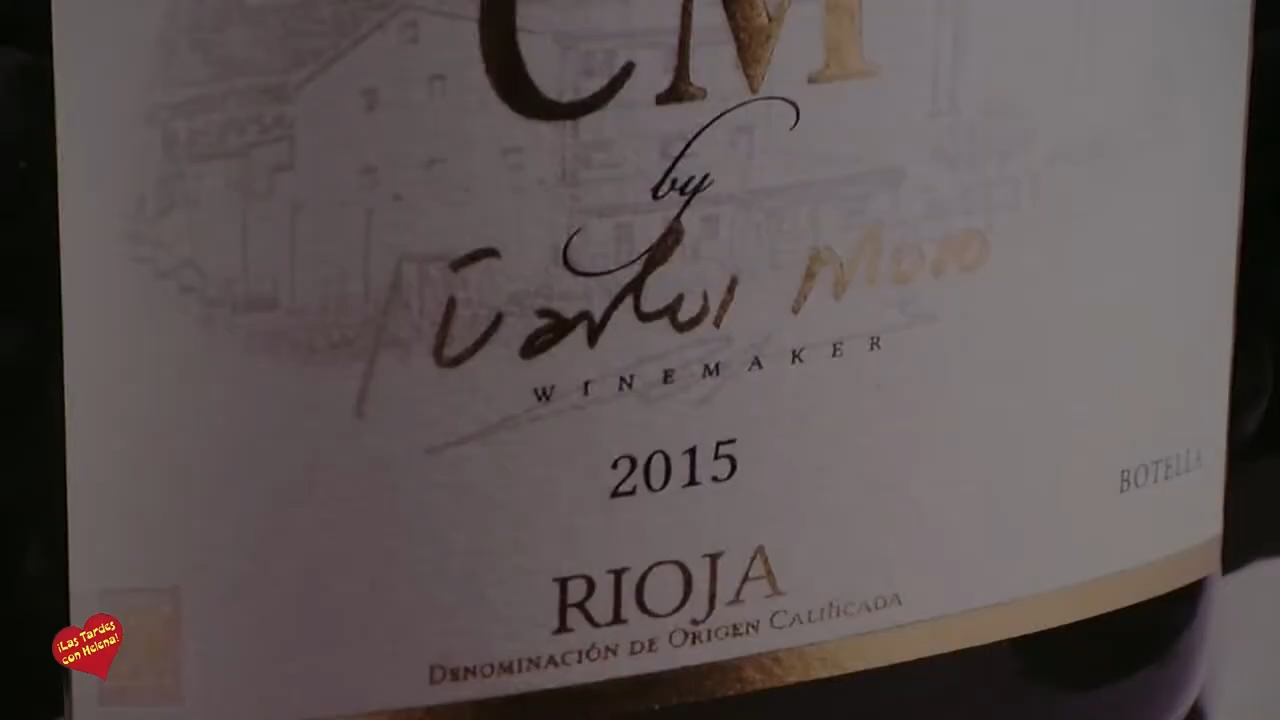 CM
by
Carlos Moro
WINEMAKER
2015
BOTELLA
RIOJA
DENOMINACIÓN DE ORIGEN CALIFICADA
¡Las Tardes
con Helena!